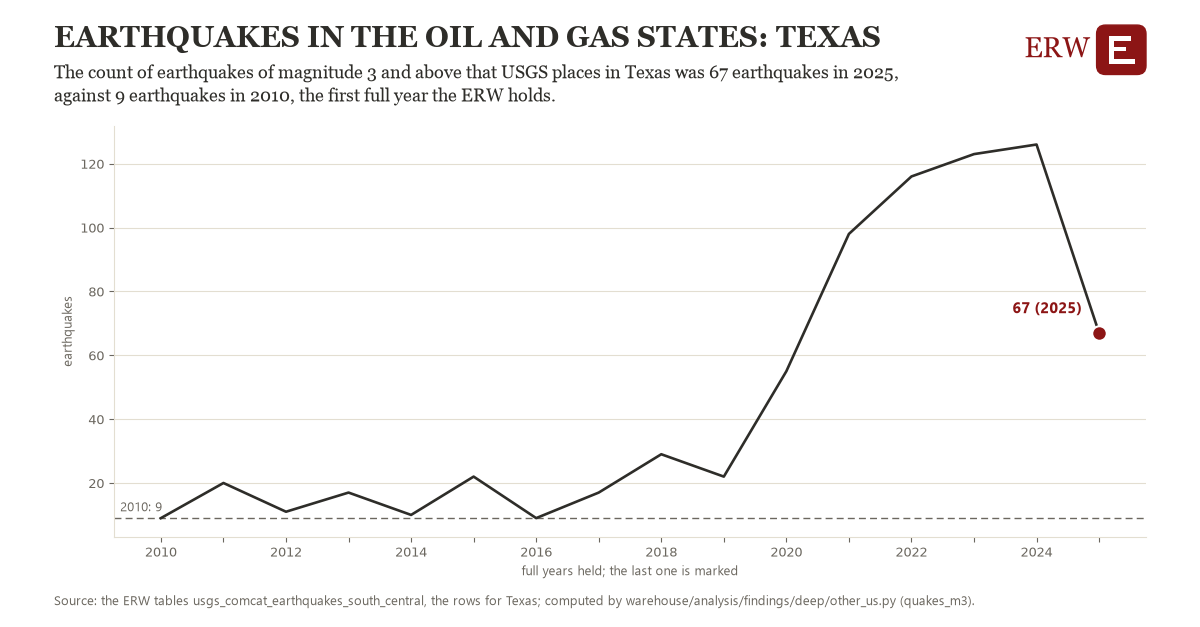 EARTHQUAKES IN THE OIL AND GAS STATES: TEXAS
ERW E
The count of earthquakes of magnitude 3 and above that USGS places in Texas was 67 earthquakes in 2025,
against 9 earthquakes in 2010, the first full year the ERW holds.
120
100
80
60
40
20
earthquakes
67 (2025)
2010: 9
2010 2012 2014 2016 2018 2020 2022 2024
full years held; the last one is marked
Source: the ERW tables usgs_comcat_earthquakes_south_central, the rows for Texas; computed by warehouse/analysis/findings/deep/other_us.py (quakes_m3).